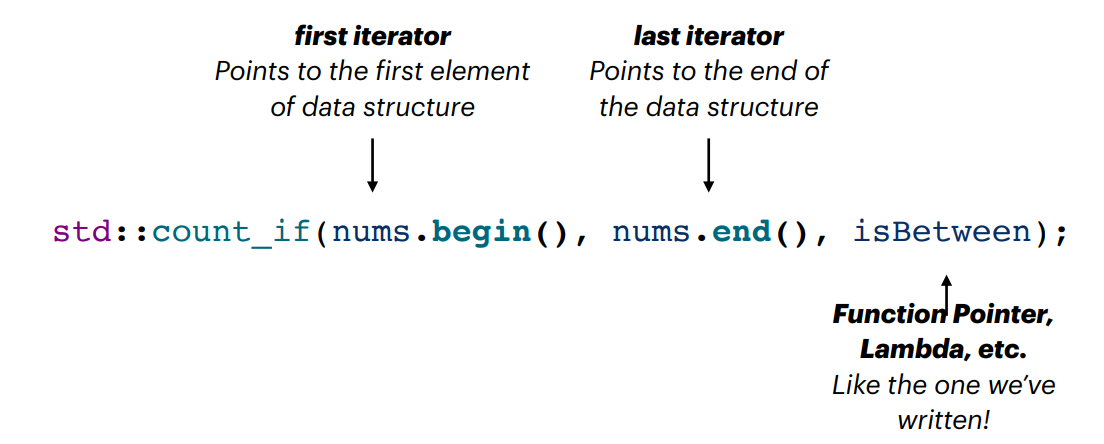 first iterator
Points to the first element
of data structure
last iterator
Points to the end of
the data structure
std::count_if(nums.begin(), nums.end(), isBetween);
Function Pointer,
Lambda, etc.
Like the one we’ve
written!